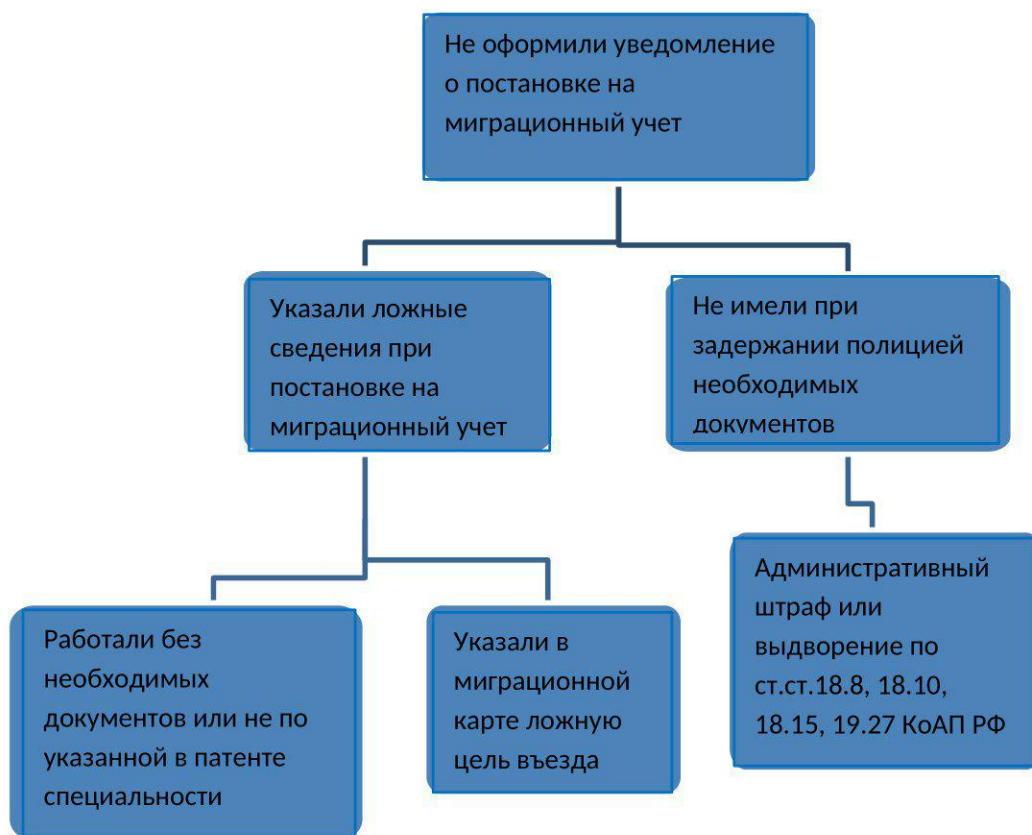 Не оформили уведомление
о постановке на
миграционный учет
Указали ложные
сведения при
постановке на
миграционный учет
Не имели при
задержании полицией
необходимых
документов
Работали без
необходимых
документов или не по
указанной в патенте
специальности
Указали в
миграционной
карте ложную
цель въезда
Административный
штраф или
выдворение по
ст.ст.18.8, 18.10,
18.15, 19.27 КоАП РФ